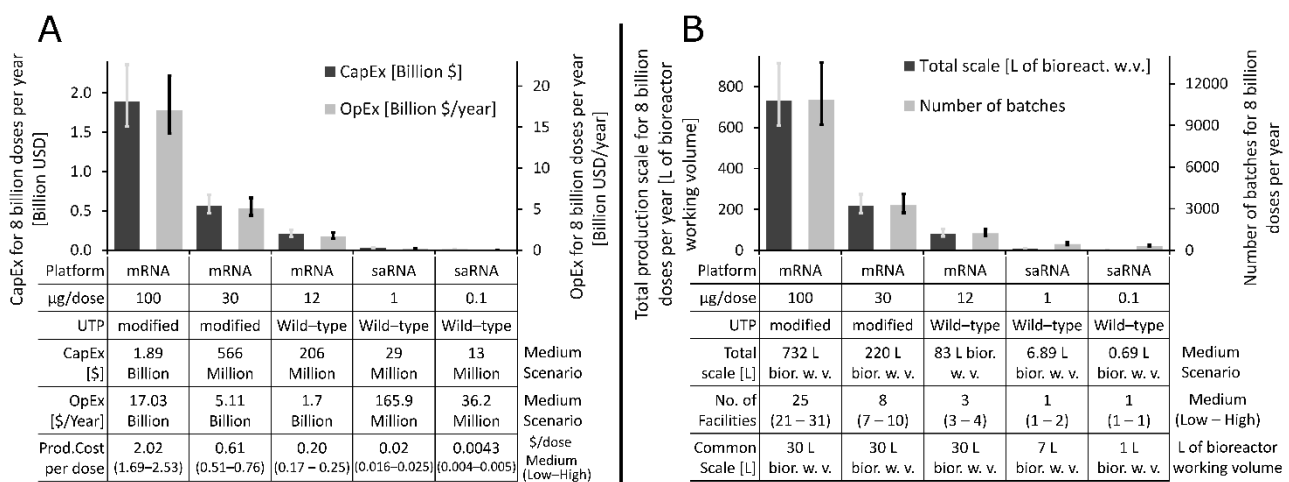 A
CapEx for 8 billion doses per year
[Billion USD]
2.0
1.5
1.0
0.5
0.0
CapEx [Billion $]
OpEx [Billion $/year]
20
15
10
5
0
OpEx for 8 billion doses per year
[Billion USD/year]
Platform mRNA mRNA mRNA saRNA saRNA
µg/dose 100 30 12 1 0.1
UTP modified modified Wild–type Wild–type Wild–type
CapEx 1.89 566 206 29 13 Medium
[$] Billion Million Million Million Million Scenario
OpEx 17.03 5.11 1.7 165.9 36.2 Medium
[$/Year] Billion Billion Billion Million Million Scenario
Prod.Cost 2.02 0.61 0.20 0.02 0.0043 $/dose
per dose (1.69–2.53) (0.51–0.76) (0.17 – 0.25) (0.016–0.025) (0.004–0.005) Medium
(Low–High)
B
Total production scale for 8 billion
doses per year [L of bioreactor
working volume]
800
600
400
200
0
Total scale [L of bioreact. w.v.]
Number of batches
12000
9000
6000
3000
0
Number of batches for 8 billion
doses per year
Platform mRNA mRNA mRNA saRNA saRNA
µg/dose 100 30 12 1 0.1
UTP modified modified Wild–type Wild–type Wild–type
Total 732 L 220 L 83 L bior. 6.89 L 0.69 L Medium
scale [L] bior. w. v. bior. w. v. w. v. bior. w. v. bior. w. v. Scenario
No. of 25 8 3 1 1 Medium
Facilities (21 – 31) (7 – 10) (3 – 4) (1 – 2) (1 – 1) (Low – High)
Common 30 L 30 L 30 L 7 L 1 L L of bioreactor
Scale [L] bior. w. v. bior. w. v. bior. w. v. bior. w. v. bior. w. v. working volume